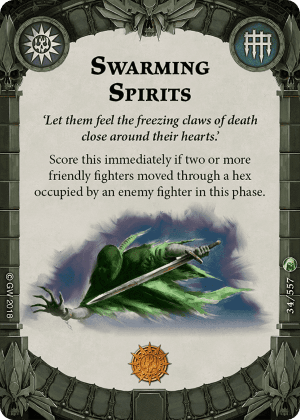 Swarming
Spirits
‘Let them feel the freezing claws of death
close around their hearts.’
Score this immediately if two or more
friendly fighters moved through a hex
occupied by an enemy fighter in this phase.
© GW 2018
34/557